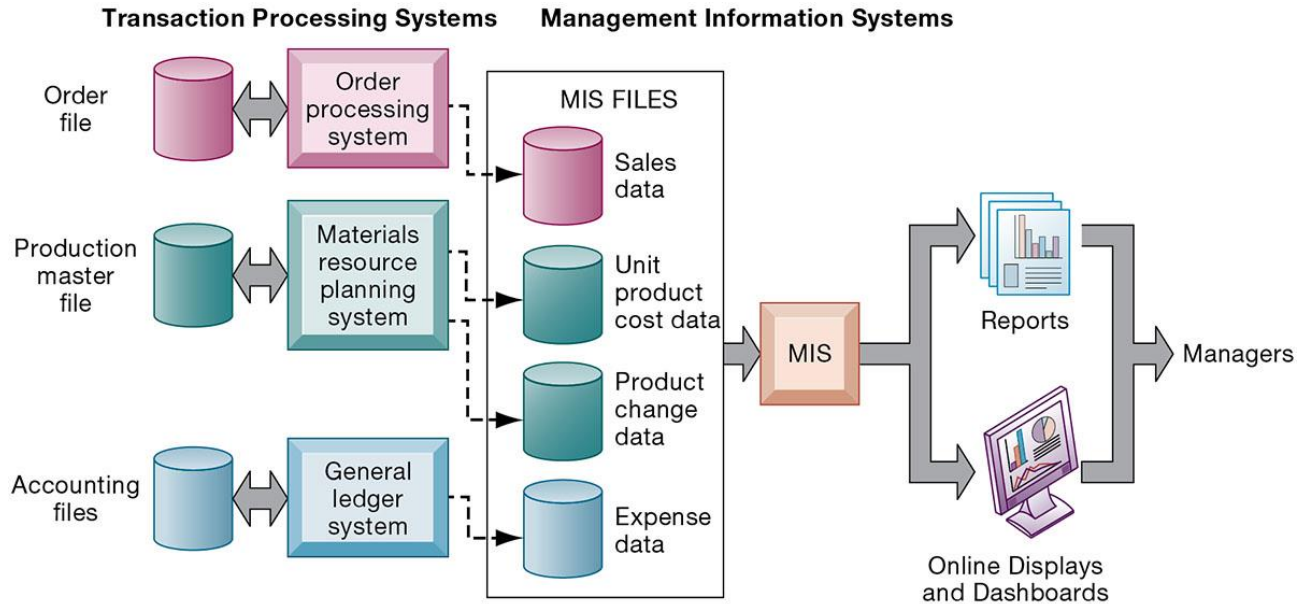 Transaction Processing Systems
Management Information Systems
Order
file
Order
processing
system
MIS FILES
Sales
data
Production
master
file
Materials
resource
planning
system
Unit
product
cost data
Product
change
data
Accounting
files
General
ledger
system
Expense
data
MIS
Reports
Managers
Online Displays
and Dashboards